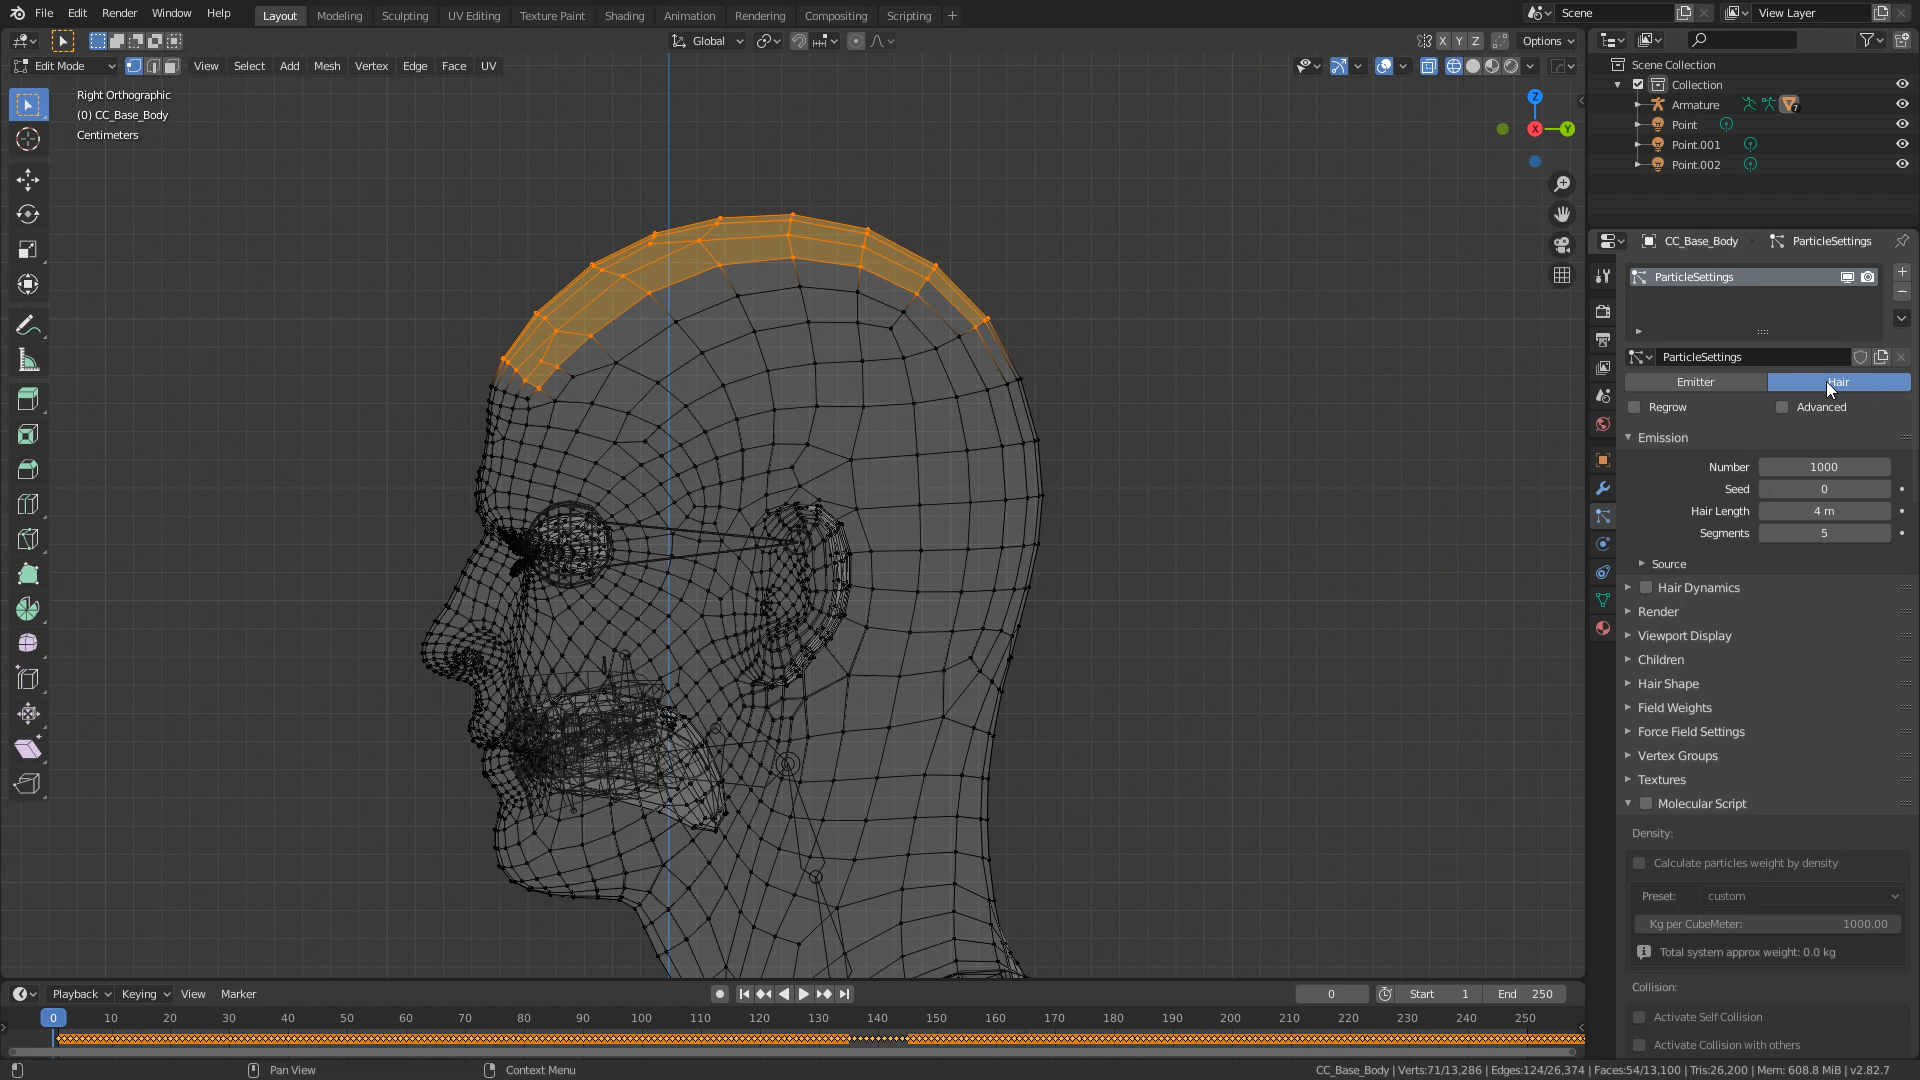 File Edit Render Window Help Layout Modeling Sculpting UV Editing Texture Paint Shading Animation Rendering Compositing Scripting + Scene View Layer
Global X Y Z Options
Edit Mode View Select Add Mesh Vertex Edge Face UV
Right Orthographic
(0) CC_Base_Body
Centimeters
Z
X
Y
Scene Collection
Collection
Armature 7
Point
Point.001
Point.002
CC_Base_Body ParticleSettings
ParticleSettings
ParticleSettings
Emitter Hair
Regrow Advanced
Emission
Number 1000
Seed 0
Hair Length 4 m
Segments 5
Source
Hair Dynamics
Render
Viewport Display
Children
Hair Shape
Field Weights
Force Field Settings
Vertex Groups
Textures
Molecular Script
Density:
Calculate particles weight by density
Preset: custom
Kg per CubeMeter: 1000.00
Total system approx weight: 0.0 kg
Collision:
Activate Self Collision
Activate Collision with others
Playback Keying View Marker 0 Start 1 End 250
0 10 20 30 40 50 60 70 80 90 100 110 120 130 140 150 160 170 180 190 200 210 220 230 240 250
Pan View Context Menu CC_Base_Body | Verts:71/13,286 | Edges:124/26,374 | Faces:54/13,100 | Tris:26,200 | Mem: 608.8 MiB | v2.82.7